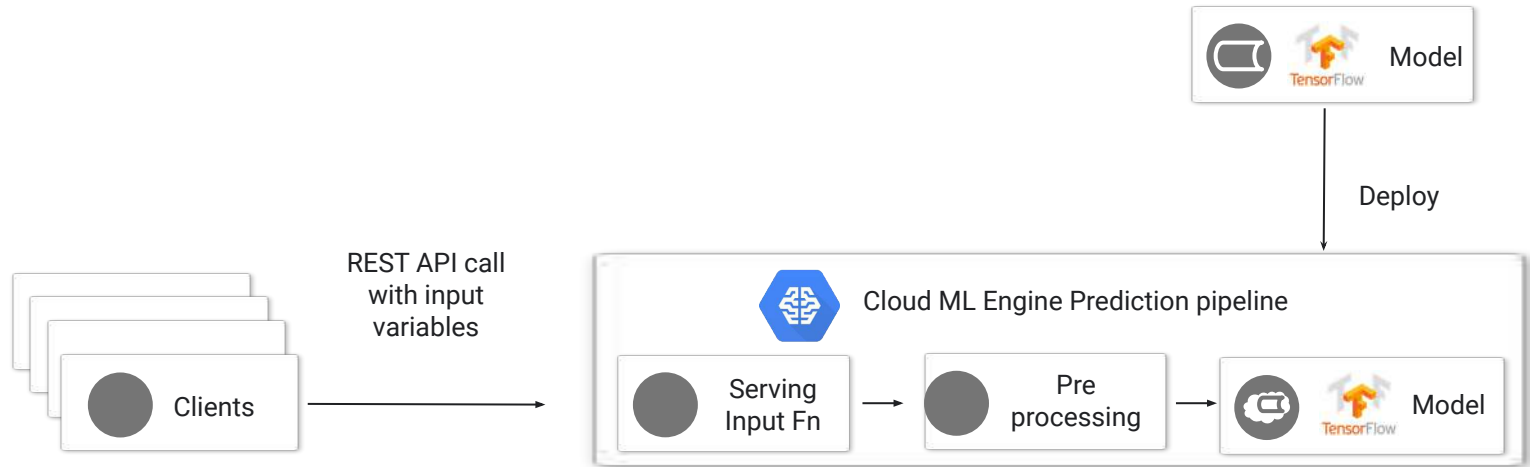 TensorFlow
Model
Deploy
REST API call
with input
variables
Cloud ML Engine Prediction pipeline
Clients
Serving
Input Fn
Pre
processing
TensorFlow
Model